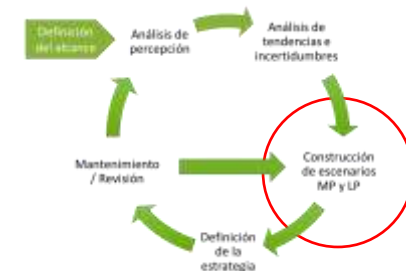 Definición
del alcance
Análisis de
percepción
Análisis de
tendencias e
incertidumbres
Construcción
de escenarios
MP y LP
Definición
de la
estrategia
Mantenimiento
/ Revisión